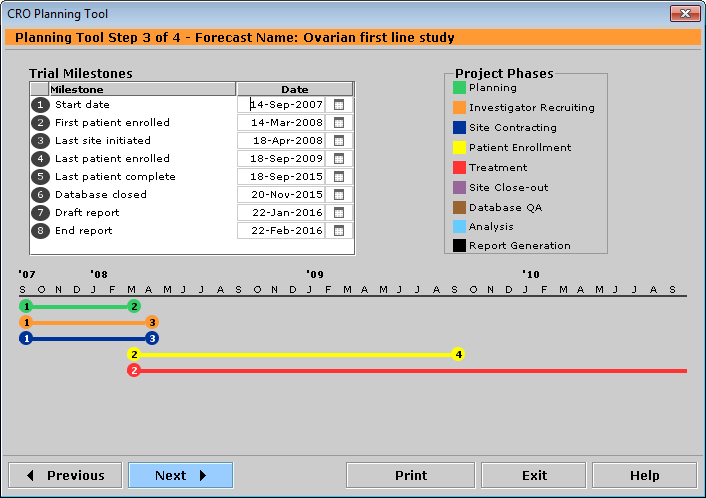 CRO Planning Tool
Planning Tool Step 3 of 4 - Forecast Name: Ovarian first line study
Trial Milestones
Milestone Date
1 Start date 14-Sep-2007
2 First patient enrolled 14-Mar-2008
3 Last site initiated 18-Apr-2008
4 Last patient enrolled 18-Sep-2009
5 Last patient complete 18-Sep-2015
6 Database closed 20-Nov-2015
7 Draft report 22-Jan-2016
8 End report 22-Feb-2016
Project Phases
Planning
Investigator Recruiting
Site Contracting
Patient Enrollment
Treatment
Site Close-out
Database QA
Analysis
Report Generation
'07 '08 '09 '10
S O N D J F M A M J J A S O N D J F M A M J J A S O N D J F M A M J J A S
1 2
1 3
1 3
2 4
2
Previous Next Print Exit Help